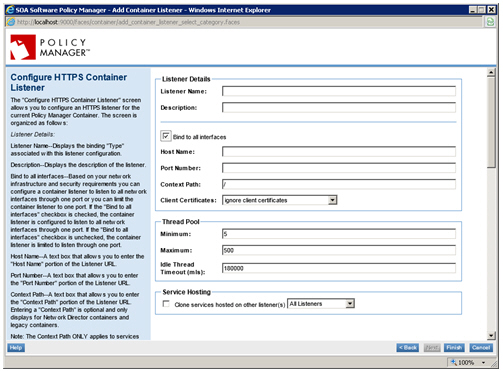 SOA Software Policy Manager - Add Container Listener - Windows Internet Explorer
http://localhost:9000/Faces/container/add_container_listener_select_category.faces
POLICY
MANAGER™
Configure HTTPS Container
Listener
The "Configure HTTPS Container
Listener" screen
allows you to configure an HTTPS listener for the
current Policy Manager Container. The screen
is organized as follows:
Listener Details:
Listener Name--Displays the binding "Type"
associated with this listener configuration.
Description--Displays the description of the listener.
Bind to all interfaces--Based on your network
infrastructure and security requirements you can
configure a container listener to listen to all network
interfaces through one port or you can limit the
container listener to one port. If the "Bind to all
interfaces" checkbox is checked, the container
listener is configured to listen to all network
interfaces through one port. If the "Bind to all
interfaces" checkbox is unchecked, the container
listener is limited to listen through one port.
Host Name--A text box that allows you to enter the
"Host Name" portion of the Listener URL.
Port Number--A text box that allows you to enter
the "Port Number" portion of the Listener URL.
Context Path--A text box that allows you to enter
the "Context Path" portion of the Listener URL.
Entering a "Context Path" is optional and only
displays for Network Director containers and
legacy containers.
Note: The Context Path ONLY applies to services
Listener Details
Listener Name:
Description:
Bind to all interfaces
Host Name:
Port Number:
Context Path: /
Client Certificates: ignore client certificates
Thread Pool
Minimum: 5
Maximum: 500
Idle Thread
Timeout (mls): 180000
Service Hosting
Clone services hosted on other listener(s) All Listeners
Help
< Back Next > Finish Cancel
100%